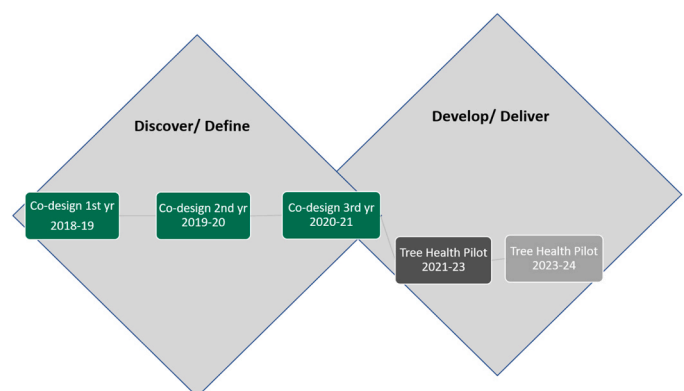 Discover/ Define
Develop/ Deliver
Co-design 1st yr
2018-19
Co-design 2nd yr
2019-20
Co-design 3rd yr
2020-21
Tree Health Pilot
2021-23
Tree Health Pilot
2023-24